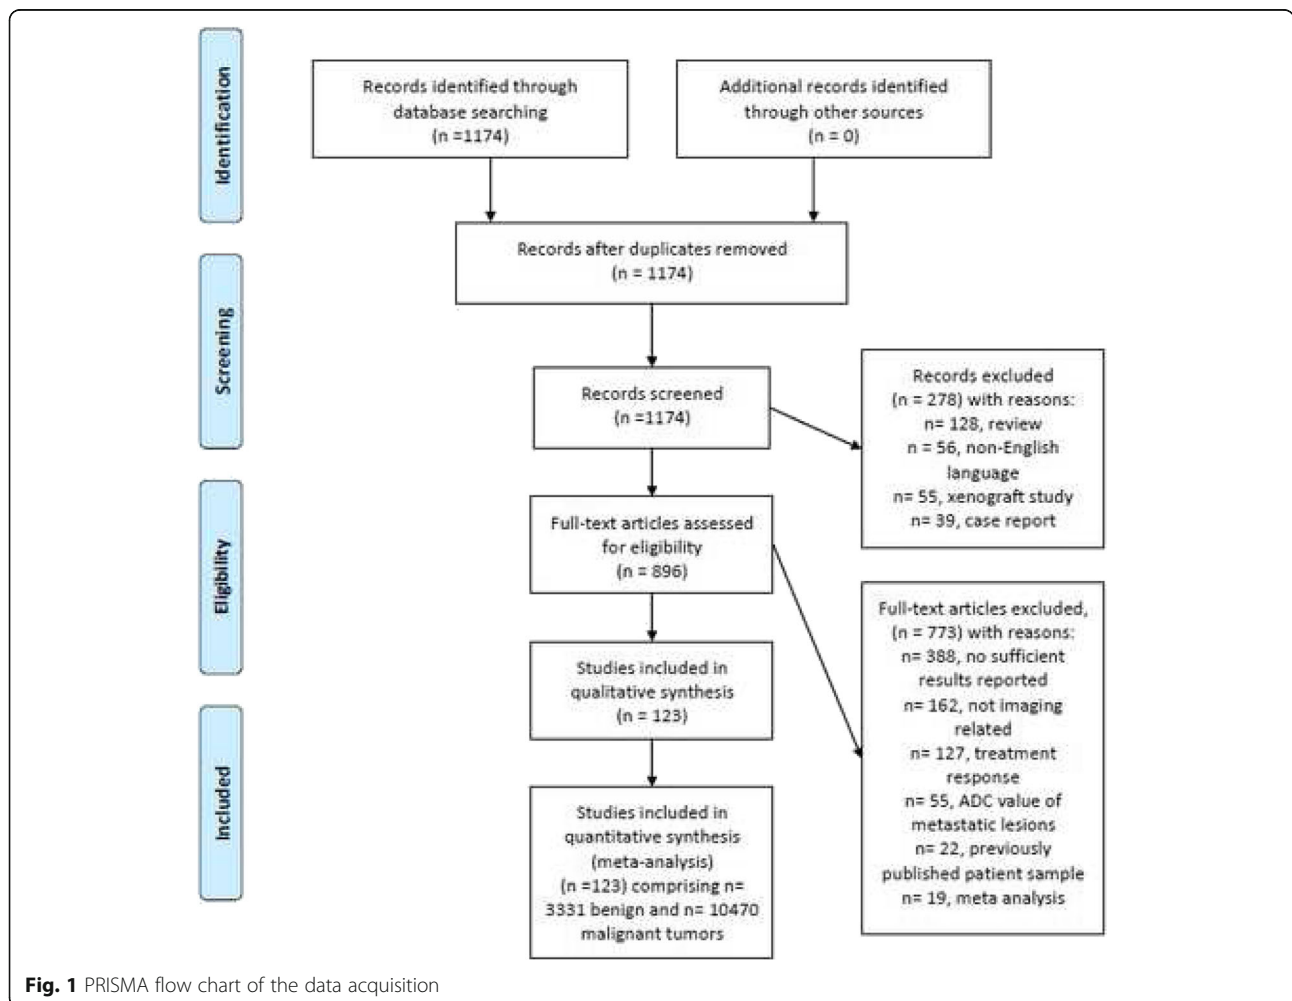 Identification
Records identified through
database searching
(n =1174)
Additional records identified
through other sources
(n = 0)
Records after duplicates removed
(n = 1174)
Screening
Records screened
(n =1174)
Records excluded
(n = 278) with reasons:
n= 128, review
n = 56, non-English
language
n= 55, xenograft study
n= 39, case report
Eligibility
Full-text articles assessed
for eligibility
(n = 896)
Full-text articles excluded,
(n = 773) with reasons:
n= 388, no sufficient
results reported
n= 162, not imaging
related
n= 127, treatment
response
n= 55, ADC value of
metastatic lesions
n= 22, previously
published patient sample
n= 19, meta analysis
Studies included in
qualitative synthesis
(n = 123)
Included
Studies included in
quantitative synthesis
(meta-analysis)
(n =123) comprising n=
3331 benign and n= 10470
malignant tumors
Fig. 1 PRISMA flow chart of the data acquisition